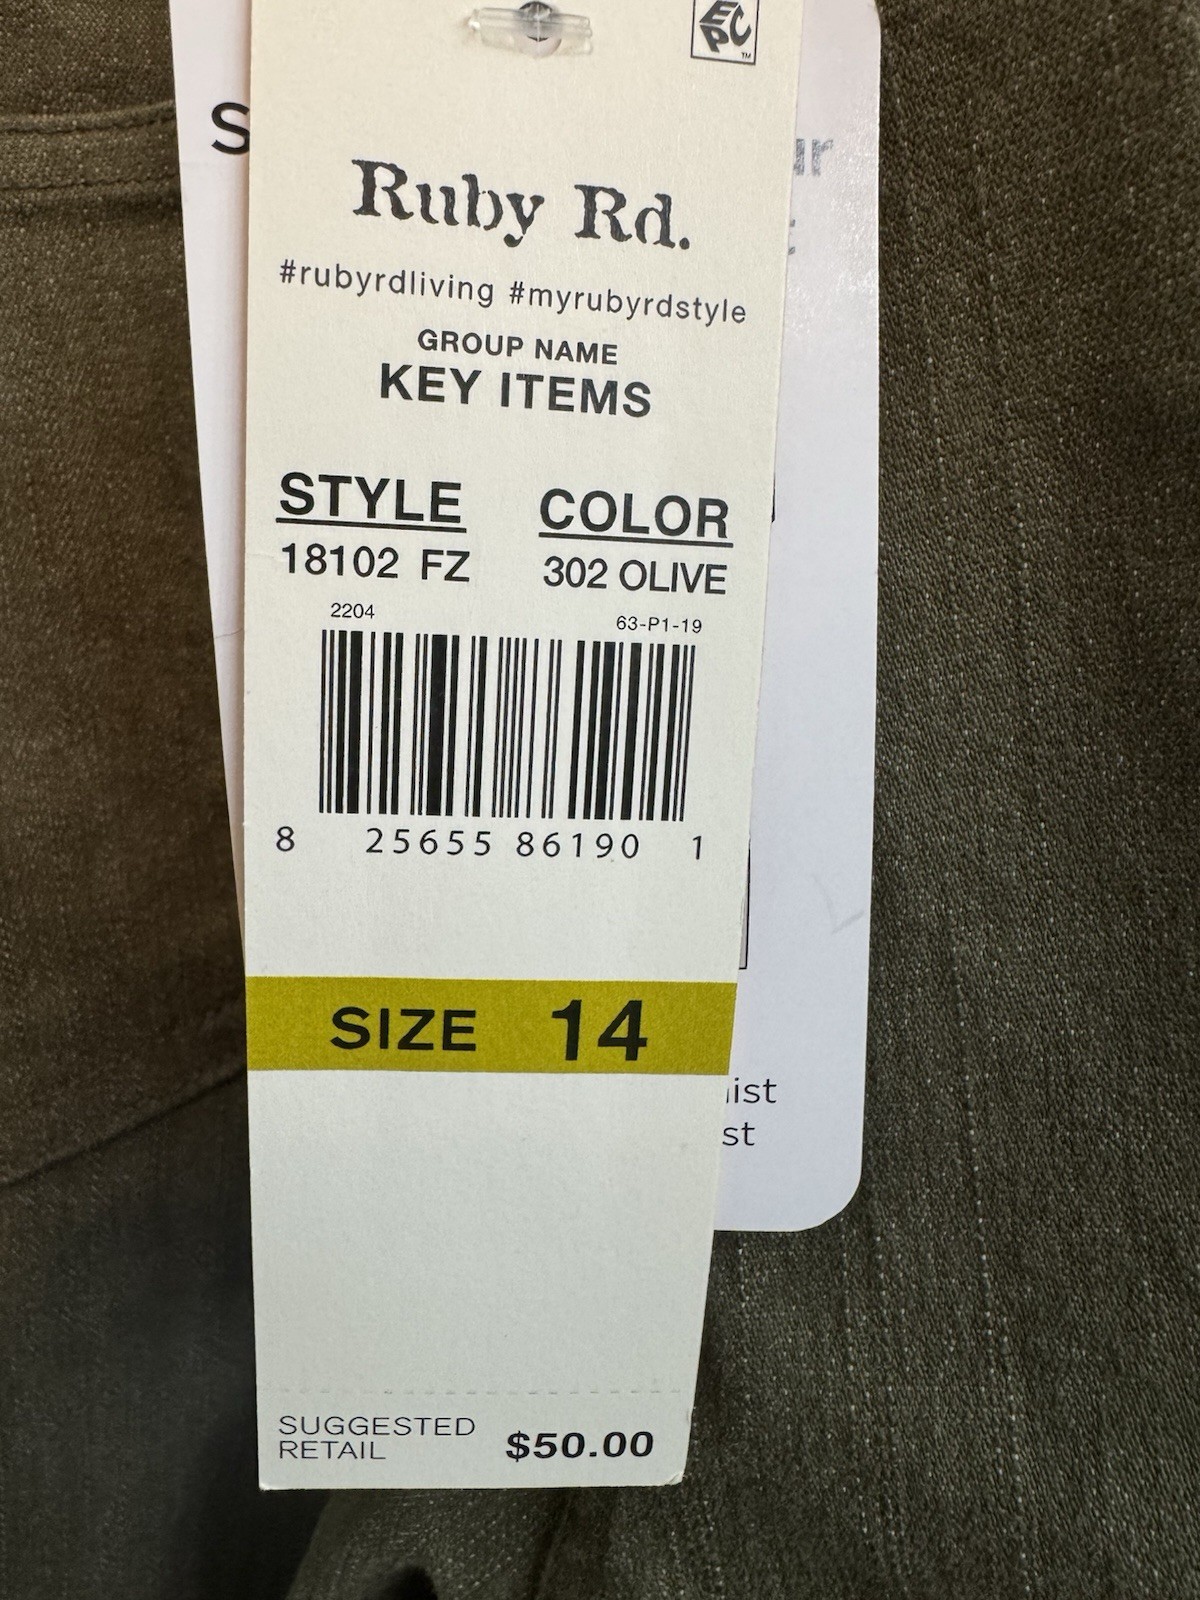 EPC
TM
Ruby Rd.
#rubyrdliving #myrubyrdstyle
GROUP NAME
KEY ITEMS
STYLE COLOR
18102 FZ 302 OLIVE
2204 63-P1-19
8 25655 86190 1
SIZE 14
SUGGESTED
RETAIL $50.00